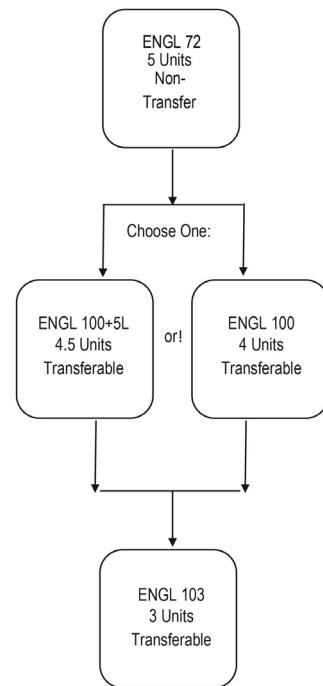 ENGL 72
5 Units
Non-
Transfer
Choose One:
ENGL 100+5L
4.5 Units
Transferable
or!
ENGL 100
4 Units
Transferable
ENGL 103
3 Units
Transferable